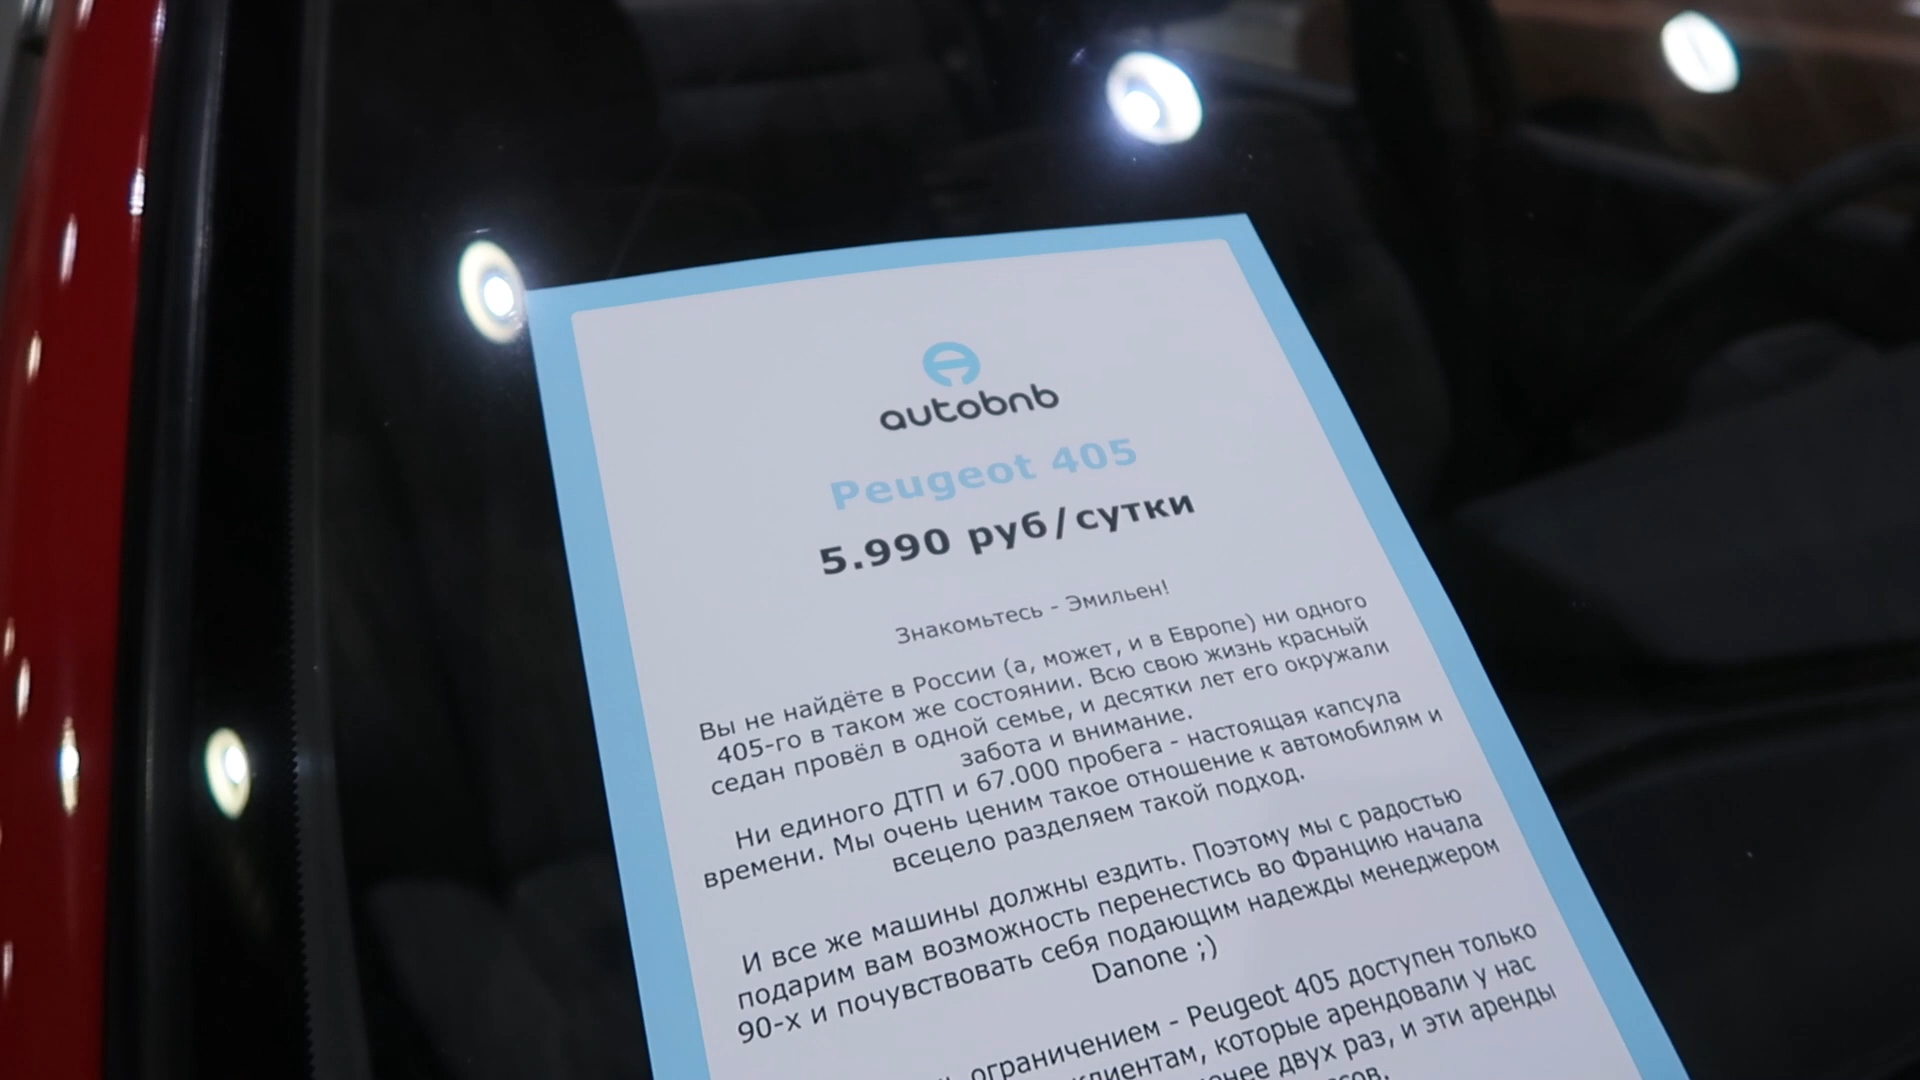 autobnb
Peugeot 405
5.990 руб/сутки
Знакомьтесь - Эмильен!
Вы не найдёте в России (а, может, и в Европе) ни одного
405-го в таком же состоянии. Всю свою жизнь красный
седан провёл в одной семье, и десятки лет его окружали
забота и внимание.
Ни единого ДТП и 67.000 пробега - настоящая капсула
времени. Мы очень ценим такое отношение к автомобилям и
всецело разделяем такой подход.
И все же машины должны ездить. Поэтому мы с радостью
подарим вам возможность перенестись во Францию начала
90-х и почувствовать себя подающим надежды менеджером
Danone ;)
ограничением - Peugeot 405 доступен только
клиентам, которые арендовали у нас
двух раз, и эти аренды